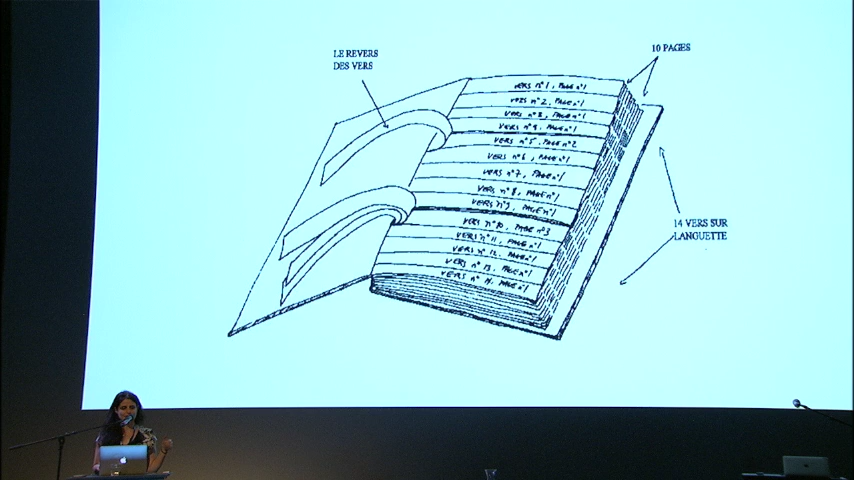 LE REVERS
DES VERS
10 PAGES
VERS n°1, PAGE n°1
VERS n°2, PAGE n°1
VERS n°3, PAGE n°1
VERS n°4, PAGE n°1
VERS n°5, PAGE n°2
VERS n°6, PAGE n°1
VERS n°7, PAGE n°1
VERS n°8, PAGE n°1
VERS n°9, PAGE n°1
VERS n°10, PAGE n°3
VERS n°11, PAGE n°1
VERS n°12, PAGE n°1
VERS n°13, PAGE n°1
VERS n°14, PAGE n°1
14 VERS SUR
LANGUETTE